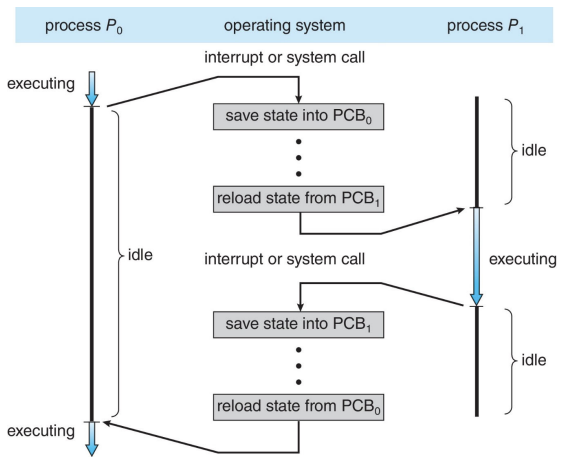 process P₀ operating system process P₁
interrupt or system call
executing
save state into PCB₀
idle
reload state from PCB₁
idle
interrupt or system call
executing
save state into PCB₁
idle
reload state from PCB₀
executing